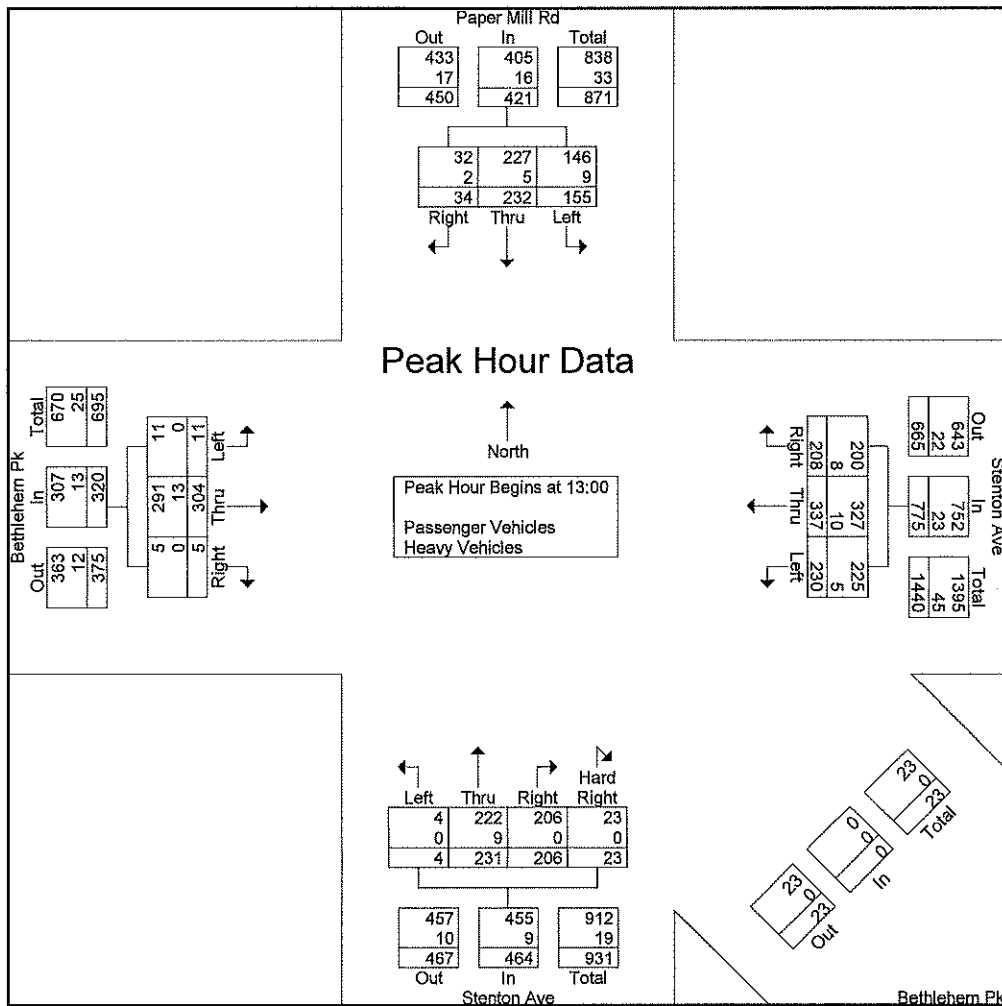 Paper Mill Rd
Out In Total
433 405 838
17 16 33
450 421 871
32 227 146
2 5 9
34 232 155
Right Thru Left
Peak Hour Data
North
Peak Hour Begins at 13:00
Passenger Vehicles
Heavy Vehicles
Bethlehem Pk
Total In Out
670 307 363
25 13 12
695 320 375
11 291 5
0 13 0
11 304 5
Left Thru Right
Stenton Ave
Out In Total
643 752 1395
22 23 45
665 775 1440
200 327 225
8 10 5
208 337 230
Right Thru Left
Hard
Left Thru Right Right
4 222 206 23
0 9 0 0
4 231 206 23
457 455 912
10 9 19
467 464 931
Out In Total
Stenton Ave
23 0 23
0 0 0
23 0 23
Out In Total
Bethlehem Pk